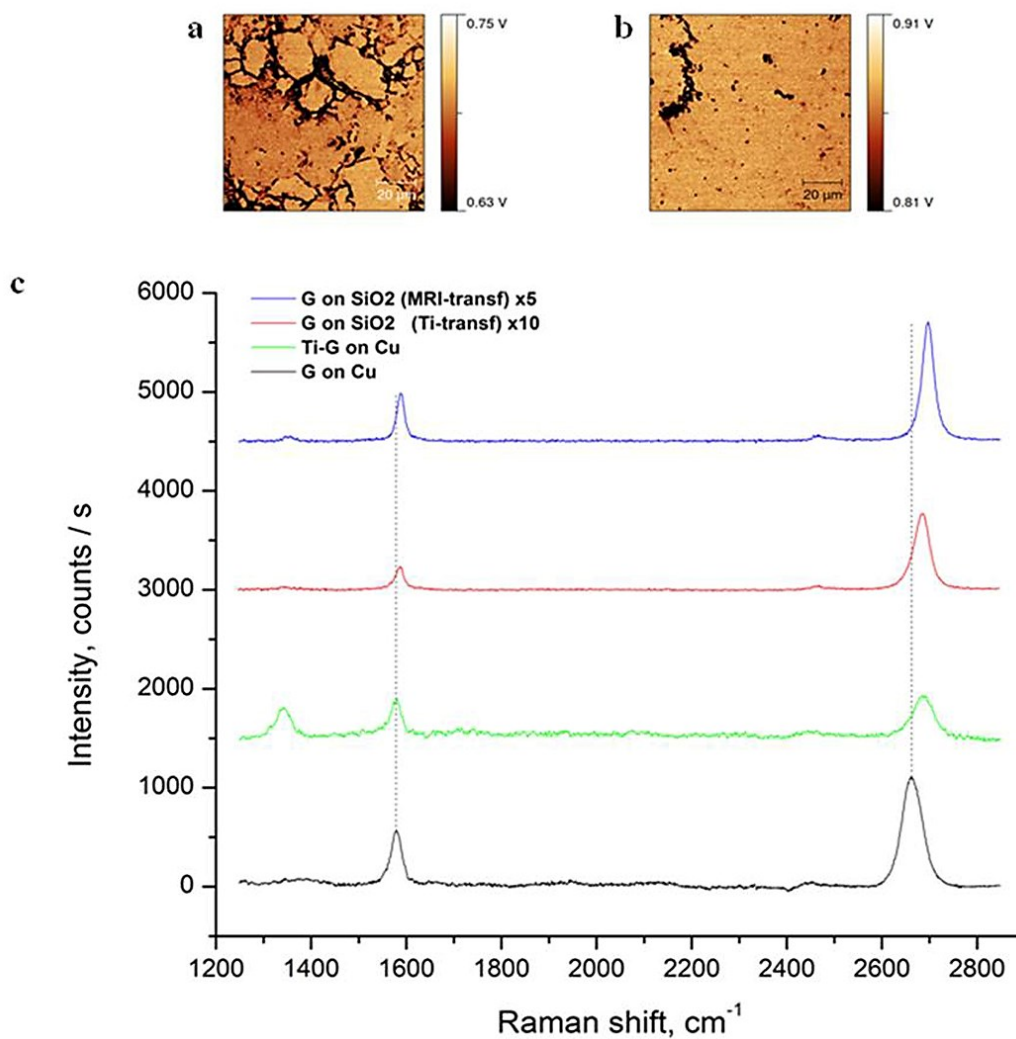 a
0.75 V
20 µm
0.63 V
b
0.91 V
20 µm
0.81 V
c
G on SiO2 (MRI-transf) x5
G on SiO2 (Ti-transf) x10
Ti-G on Cu
G on Cu
6000
5000
4000
3000
2000
1000
0
Intensity, counts / s
1200 1400 1600 1800 2000 2200 2400 2600 2800
Raman shift, cm⁻¹